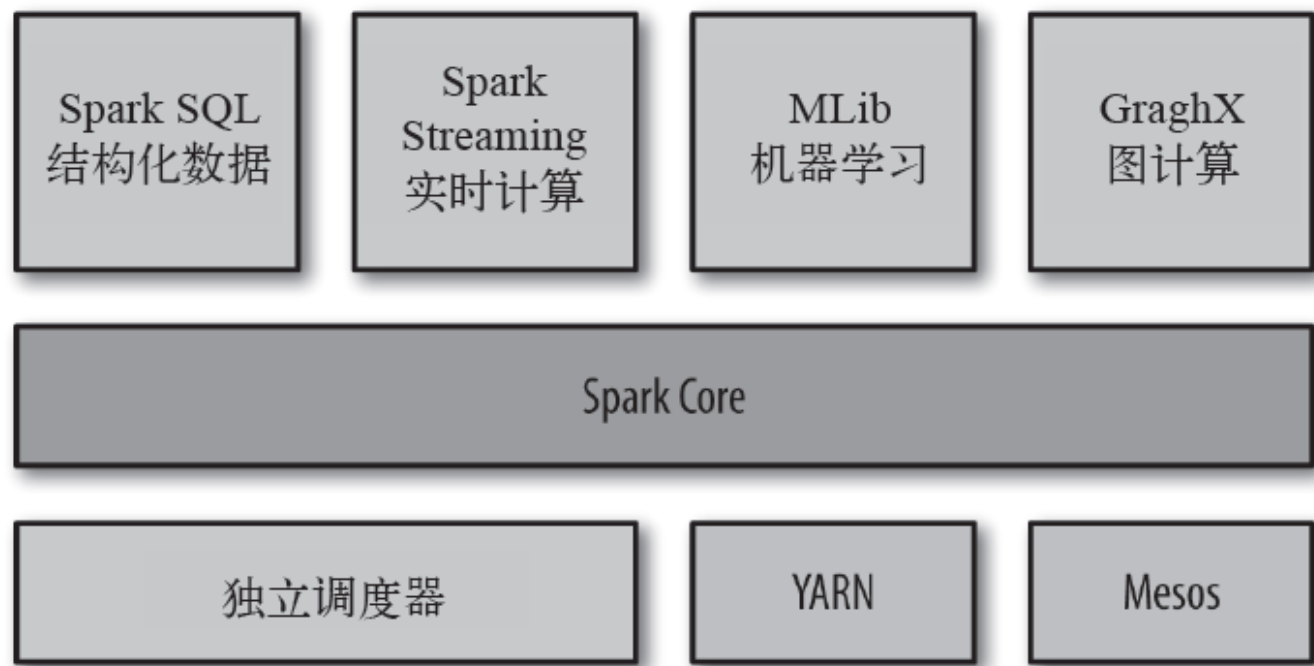 Spark SQL
结构化数据
Spark
Streaming
实时计算
MLib
机器学习
GraghX
图计算
Spark Core
独立调度器
YARN
Mesos